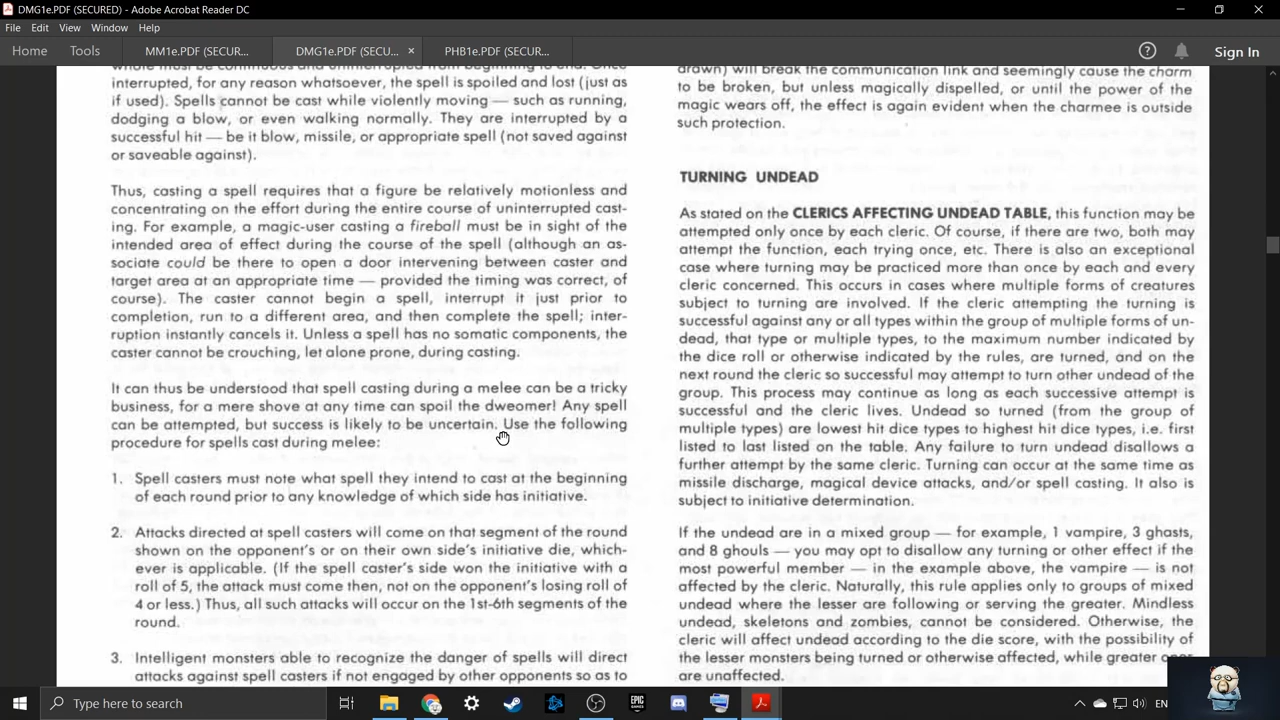 DMG1e.PDF (SECURED) - Adobe Acrobat Reader DC
File Edit View Window Help
Home Tools MM1e.PDF (SECUR... DMG1e.PDF (SECU... × PHB1e.PDF (SECUR... Sign In
whole must be continuous and uninterrupted from beginning to end. Once
interrupted, for any reason whatsoever, the spell is spoiled and lost (just as
if used). Spells cannot be cast while violently moving — such as running,
dodging a blow, or even walking normally. They are interrupted by a
successful hit — be it blow, missile, or appropriate spell (not saved against
or saveable against).
Thus, casting a spell requires that a figure be relatively motionless and
concentrating on the effort during the entire course of uninterrupted cast-
ing. For example, a magic-user casting a fireball must be in sight of the
intended area of effect during the course of the spell (although an as-
sociate could be there to open a door intervening between caster and
target area at an appropriate time — provided the timing was correct, of
course). The caster cannot begin a spell, interrupt it just prior to
completion, run to a different area, and then complete the spell; inter-
ruption instantly cancels it. Unless a spell has no somatic components, the
caster cannot be crouching, let alone prone, during casting.
It can thus be understood that spell casting during a melee can be a tricky
business, for a mere shove at any time can spoil the dweomer! Any spell
can be attempted, but success is likely to be uncertain. Use the following
procedure for spells cast during melee:
1. Spell casters must note what spell they intend to cast at the beginning
of each round prior to any knowledge of which side has initiative.
2. Attacks directed at spell casters will come on that segment of the round
shown on the opponent's or on their own side's initiative die, which-
ever is applicable. (If the spell caster's side won the initiative with a
roll of 5, the attack must come then, not on the opponent's losing roll of
4 or less.) Thus, all such attacks will occur on the 1st-6th segments of the
round.
3. Intelligent monsters able to recognize the danger of spells will direct
attacks against spell casters if not engaged by other opponents so as to
drawn) will break the communication link and seemingly cause the charm
to be broken, but unless magically dispelled, or until the power of the
magic wears off, the effect is again evident when the charmee is outside
such protection.
TURNING UNDEAD
As stated on the CLERICS AFFECTING UNDEAD TABLE, this function may be
attempted only once by each cleric. Of course, if there are two, both may
attempt the function, each trying once, etc. There is also an exceptional
case where turning may be practiced more than once by each and every
cleric concerned. This occurs in cases where multiple forms of creatures
subject to turning are involved. If the cleric attempting the turning is
successful against any or all types within the group of multiple forms of un-
dead, that type or multiple types, to the maximum number indicated by
the dice roll or otherwise indicated by the rules, are turned, and on the
next round the cleric so successful may attempt to turn other undead of the
group. This process may continue as long as each successive attempt is
successful and the cleric lives. Undead so turned (from the group of
multiple types) are lowest hit dice types to highest hit dice types, i.e. first
listed to last listed on the table. Any failure to turn undead disallows a
further attempt by the same cleric. Turning can occur at the same time as
missile discharge, magical device attacks, and/or spell casting. It also is
subject to initiative determination.
If the undead are in a mixed group — for example, 1 vampire, 3 ghasts,
and 8 ghouls — you may opt to disallow any turning or other effect if the
most powerful member — in the example above, the vampire — is not
affected by the cleric. Naturally, this rule applies only to groups of mixed
undead where the lesser are following or serving the greater. Mindless
undead, skeletons and zombies, cannot be considered. Otherwise, the
cleric will affect undead according to the die score, with the possibility of
the lesser monsters being turned or otherwise affected, while greater ones
are unaffected.
Type here to search
EPIC GAMES
EN